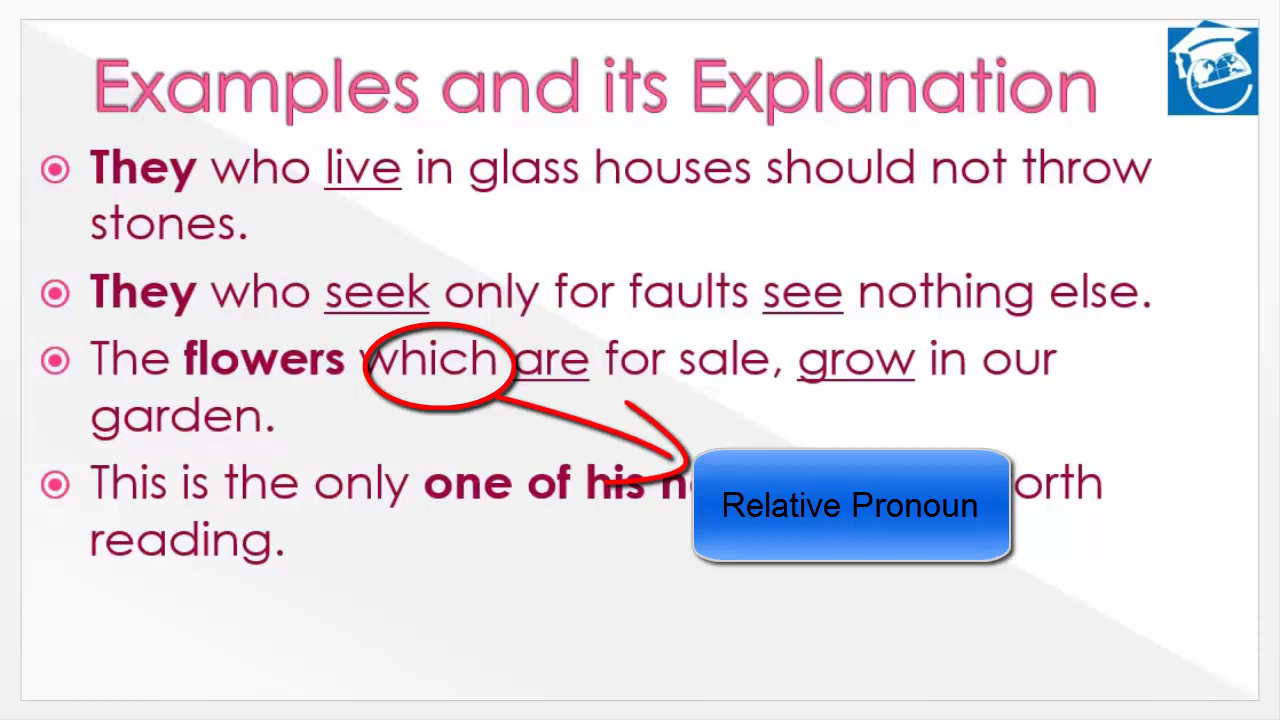 Examples and its Explanation
They who live in glass houses should not throw
stones.
They who seek only for faults see nothing else.
The flowers which are for sale, grow in our
garden.
This is the only one of his
Relative Pronoun
reading.